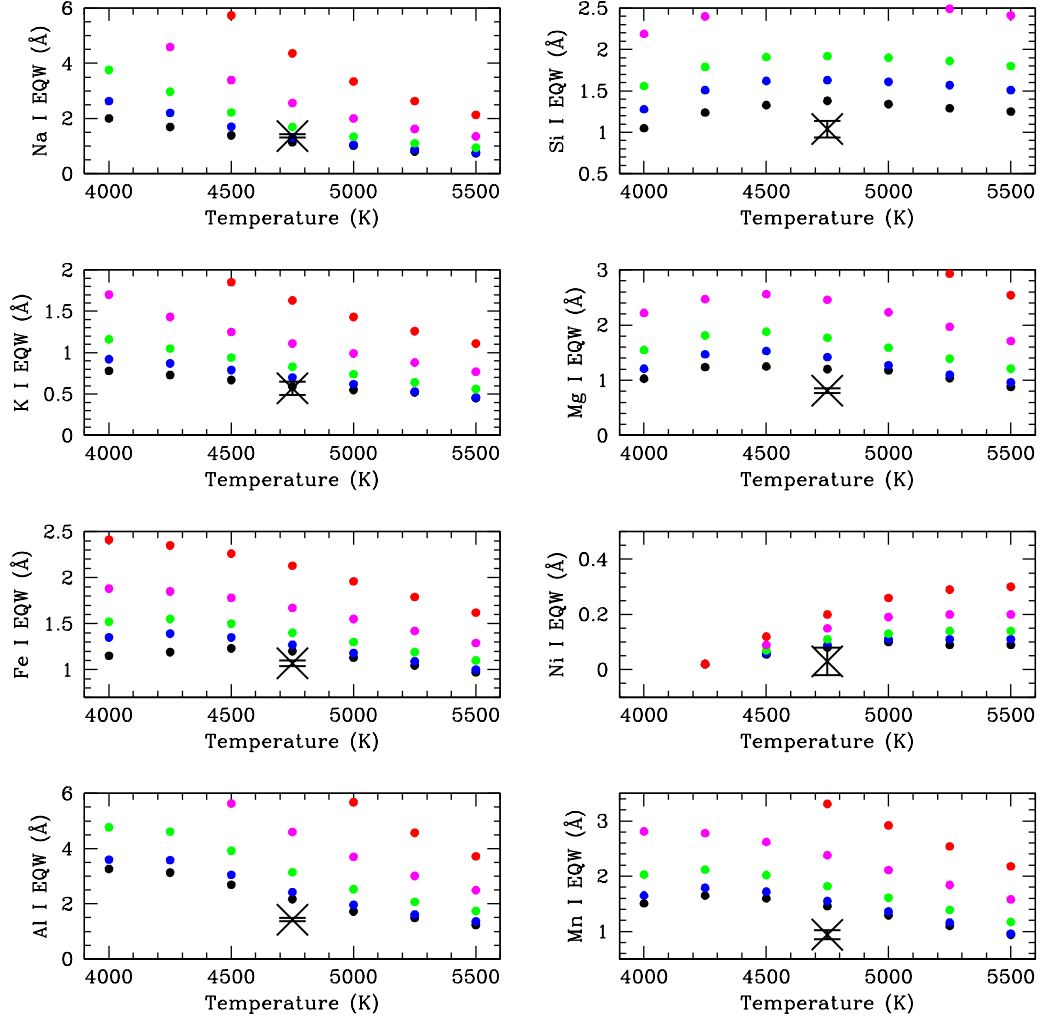 Na I EQW (Å)
6
4
2
0
4000 4500 5000 5500
Temperature (K)
Si I EQW (Å)
2.5
2
1.5
1
0.5
4000 4500 5000 5500
Temperature (K)
K I EQW (Å)
2
1.5
1
0.5
0
4000 4500 5000 5500
Temperature (K)
Mg I EQW (Å)
3
2
1
0
4000 4500 5000 5500
Temperature (K)
Fe I EQW (Å)
2.5
2
1.5
1
4000 4500 5000 5500
Temperature (K)
Ni I EQW (Å)
0.4
0.2
0
4000 4500 5000 5500
Temperature (K)
Al I EQW (Å)
6
4
2
0
4000 4500 5000 5500
Temperature (K)
Mn I EQW (Å)
3
2
1
4000 4500 5000 5500
Temperature (K)